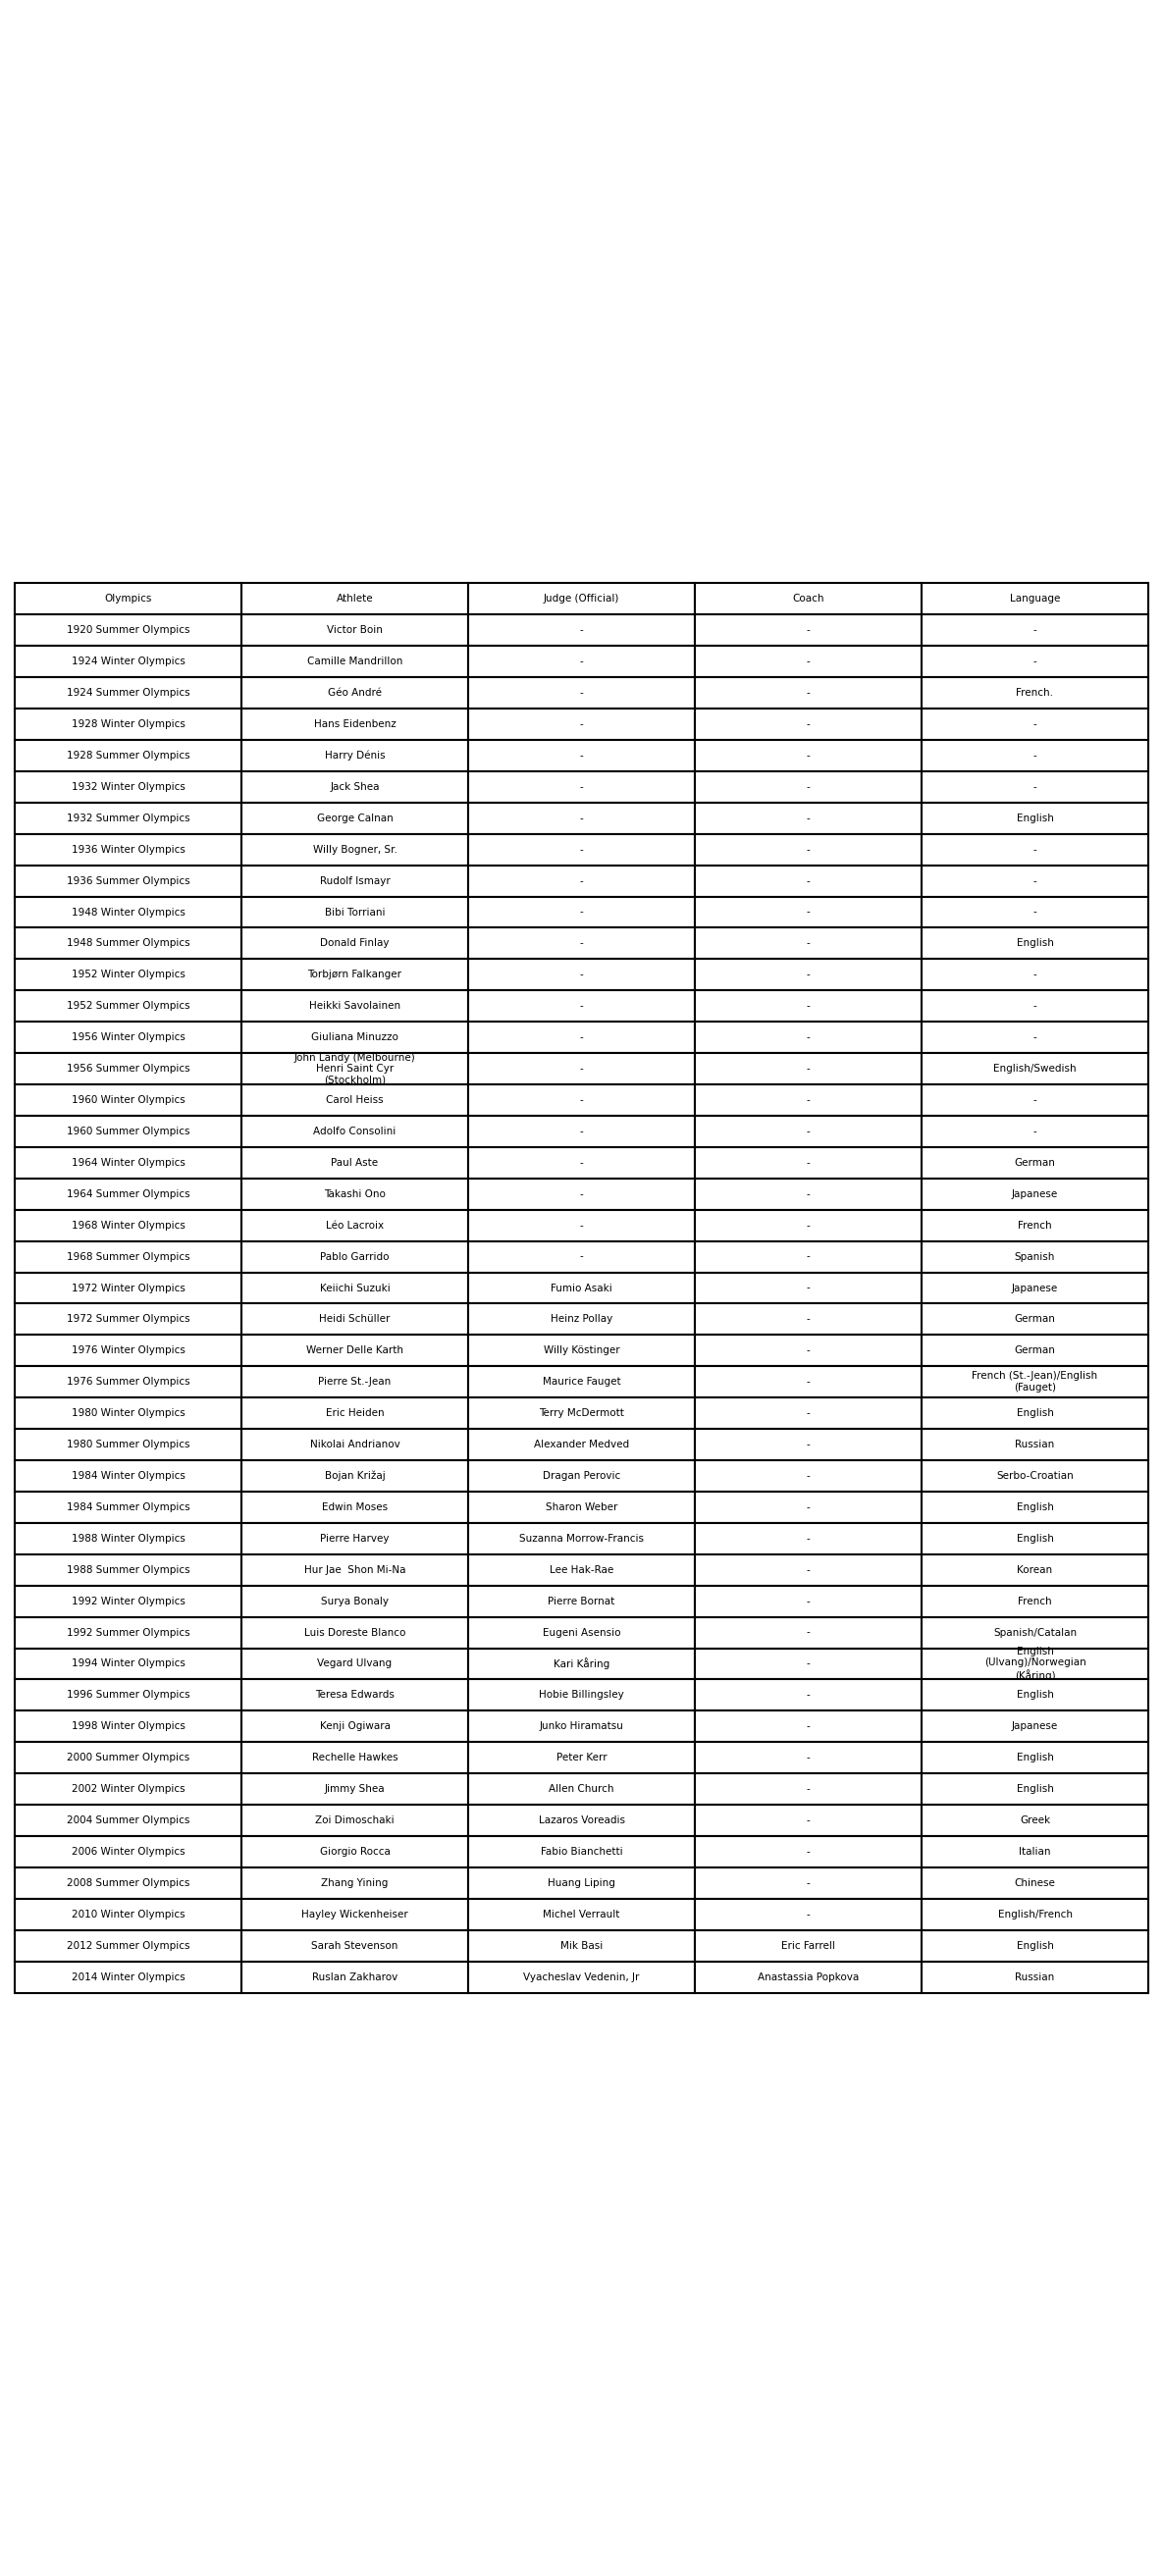 Olympics Athlete Judge (Official) Coach Language
1920 Summer Olympics Victor Boin - - -
1924 Winter Olympics Camille Mandrillon - - -
1924 Summer Olympics Géo André - - French.
1928 Winter Olympics Hans Eidenbenz - - -
1928 Summer Olympics Harry Dénis - - -
1932 Winter Olympics Jack Shea - - -
1932 Summer Olympics George Calnan - - English
1936 Winter Olympics Willy Bogner, Sr. - - -
1936 Summer Olympics Rudolf Ismayr - - -
1948 Winter Olympics Bibi Torriani - - -
1948 Summer Olympics Donald Finlay - - English
1952 Winter Olympics Torbjørn Falkanger - - -
1952 Summer Olympics Heikki Savolainen - - -
1956 Winter Olympics Giuliana Minuzzo - - -
John Landy (Melbourne)
1956 Summer Olympics Henri Saint Cyr - - English/Swedish
(Stockholm)
1960 Winter Olympics Carol Heiss - - -
1960 Summer Olympics Adolfo Consolini - - -
1964 Winter Olympics Paul Aste - - German
1964 Summer Olympics Takashi Ono - - Japanese
1968 Winter Olympics Léo Lacroix - - French
1968 Summer Olympics Pablo Garrido - - Spanish
1972 Winter Olympics Keiichi Suzuki Fumio Asaki - Japanese
1972 Summer Olympics Heidi Schüller Heinz Pollay - German
1976 Winter Olympics Werner Delle Karth Willy Köstinger - German
1976 Summer Olympics Pierre St.-Jean Maurice Fauget - French (St.-Jean)/English
(Fauget)
1980 Winter Olympics Eric Heiden Terry McDermott - English
1980 Summer Olympics Nikolai Andrianov Alexander Medved - Russian
1984 Winter Olympics Bojan Križaj Dragan Perovic - Serbo-Croatian
1984 Summer Olympics Edwin Moses Sharon Weber - English
1988 Winter Olympics Pierre Harvey Suzanna Morrow-Francis - English
1988 Summer Olympics Hur Jae  Shon Mi-Na Lee Hak-Rae - Korean
1992 Winter Olympics Surya Bonaly Pierre Bornat - French
1992 Summer Olympics Luis Doreste Blanco Eugeni Asensio - Spanish/Catalan
English
1994 Winter Olympics Vegard Ulvang Kari Kåring - (Ulvang)/Norwegian
(Kåring)
1996 Summer Olympics Teresa Edwards Hobie Billingsley - English
1998 Winter Olympics Kenji Ogiwara Junko Hiramatsu - Japanese
2000 Summer Olympics Rechelle Hawkes Peter Kerr - English
2002 Winter Olympics Jimmy Shea Allen Church - English
2004 Summer Olympics Zoi Dimoschaki Lazaros Voreadis - Greek
2006 Winter Olympics Giorgio Rocca Fabio Bianchetti - Italian
2008 Summer Olympics Zhang Yining Huang Liping - Chinese
2010 Winter Olympics Hayley Wickenheiser Michel Verrault - English/French
2012 Summer Olympics Sarah Stevenson Mik Basi Eric Farrell English
2014 Winter Olympics Ruslan Zakharov Vyacheslav Vedenin, Jr Anastassia Popkova Russian